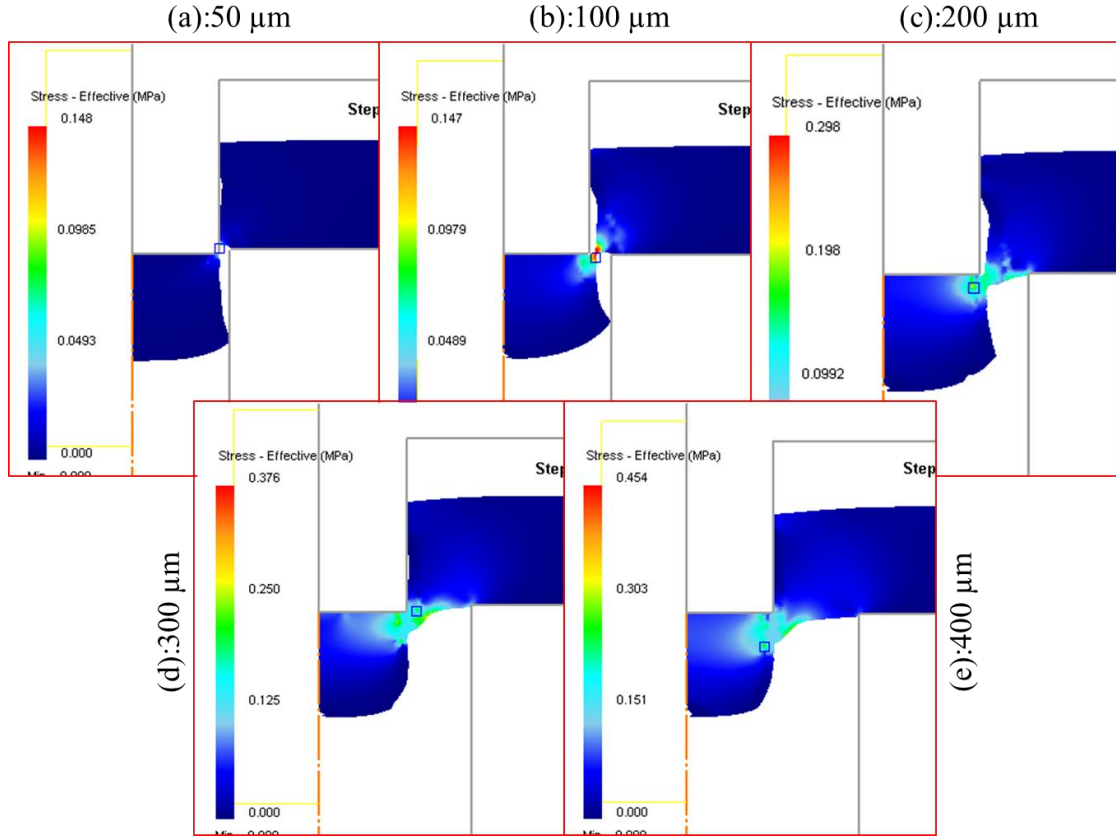 (a):50 µm
(b):100 µm
(c):200 µm
Stress - Effective (MPa)
0.148
Step
0.0985
0.0493
0.000
Stress - Effective (MPa)
0.147
Step
0.0979
0.0489
Stress - Effective (MPa)
0.298
0.198
0.0992
(d):300 µm
Stress - Effective (MPa)
0.376
Step
0.250
0.125
0.000
Stress - Effective (MPa)
0.454
Step
0.303
0.151
0.000
(e):400 µm